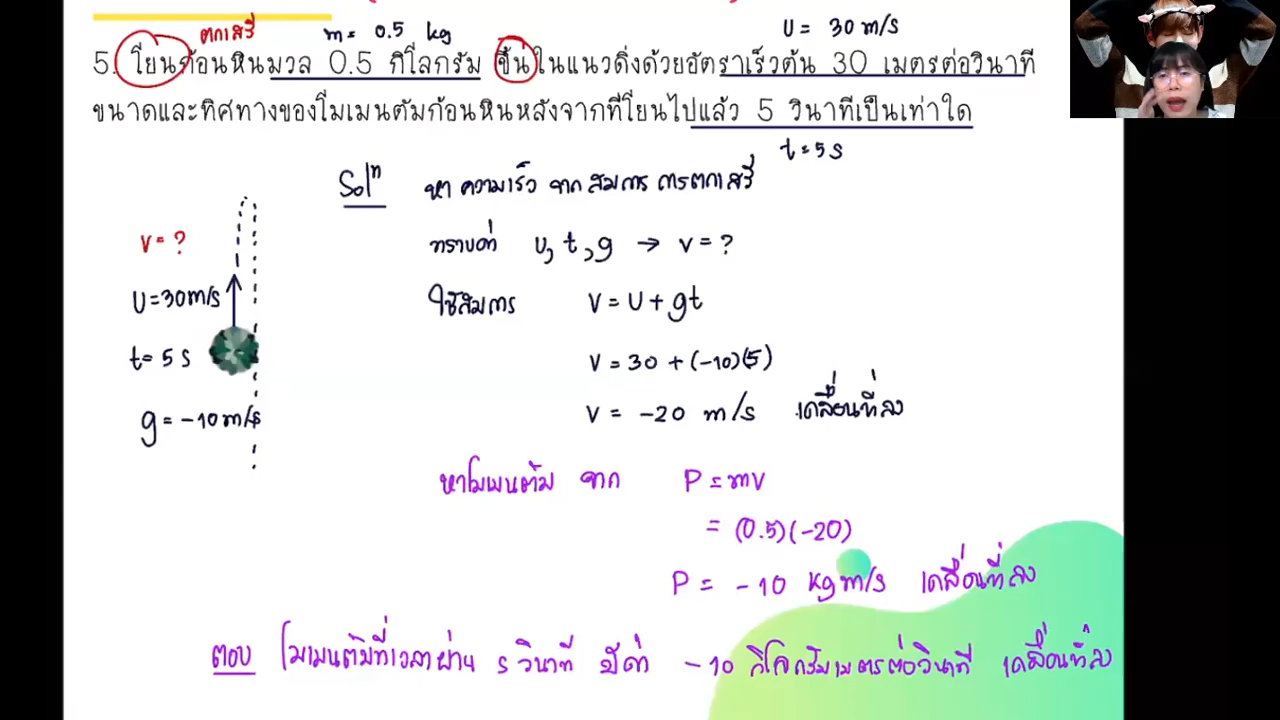 ตกเสรี m = 0.5 kg u = 30 m/s
5. โยนก้อนหินมวล 0.5 กิโลกรัม ขึ้นในแนวดิ่งด้วยอัตราเร็วต้น 30 เมตรต่อวินาที
ขนาดและทิศทางของโมเมนตัมก้อนหินหลังจากที่โยนไปแล้ว 5 วินาทีเป็นเท่าใด
t = 5 s
Solⁿ หาความเร็ว จากสมการ การตกเสรี
v = ?
ทราบค่า u, t, g → v = ?
u = 30 m/s
ใช้สมการ v = u + gt
t = 5 s
v = 30 + (-10)(5)
g = -10 m/s
v = -20 m/s เคลื่อนที่ลง
หาโมเมนตัม จาก P = mv
= (0.5)(-20)
P = -10 kg m/s เคลื่อนที่ลง
ตอบ โมเมนตัมที่เวลาผ่าน 5 วินาที มีค่า -10 กิโลกรัมเมตรต่อวินาที เคลื่อนที่ลง